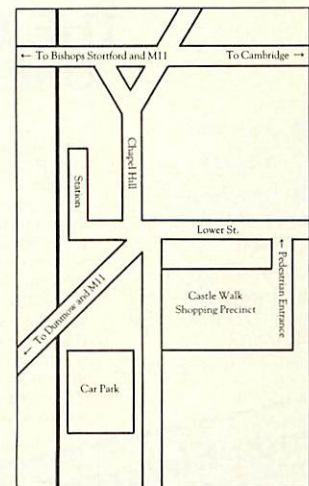 ← To Bishops Stortford and M11
To Cambridge →
Chapel Hill
Station
Lower St.
← Pedestrian Entrance
Castle Walk
Shopping Precinct
← To Dunmow and M11
Car Park